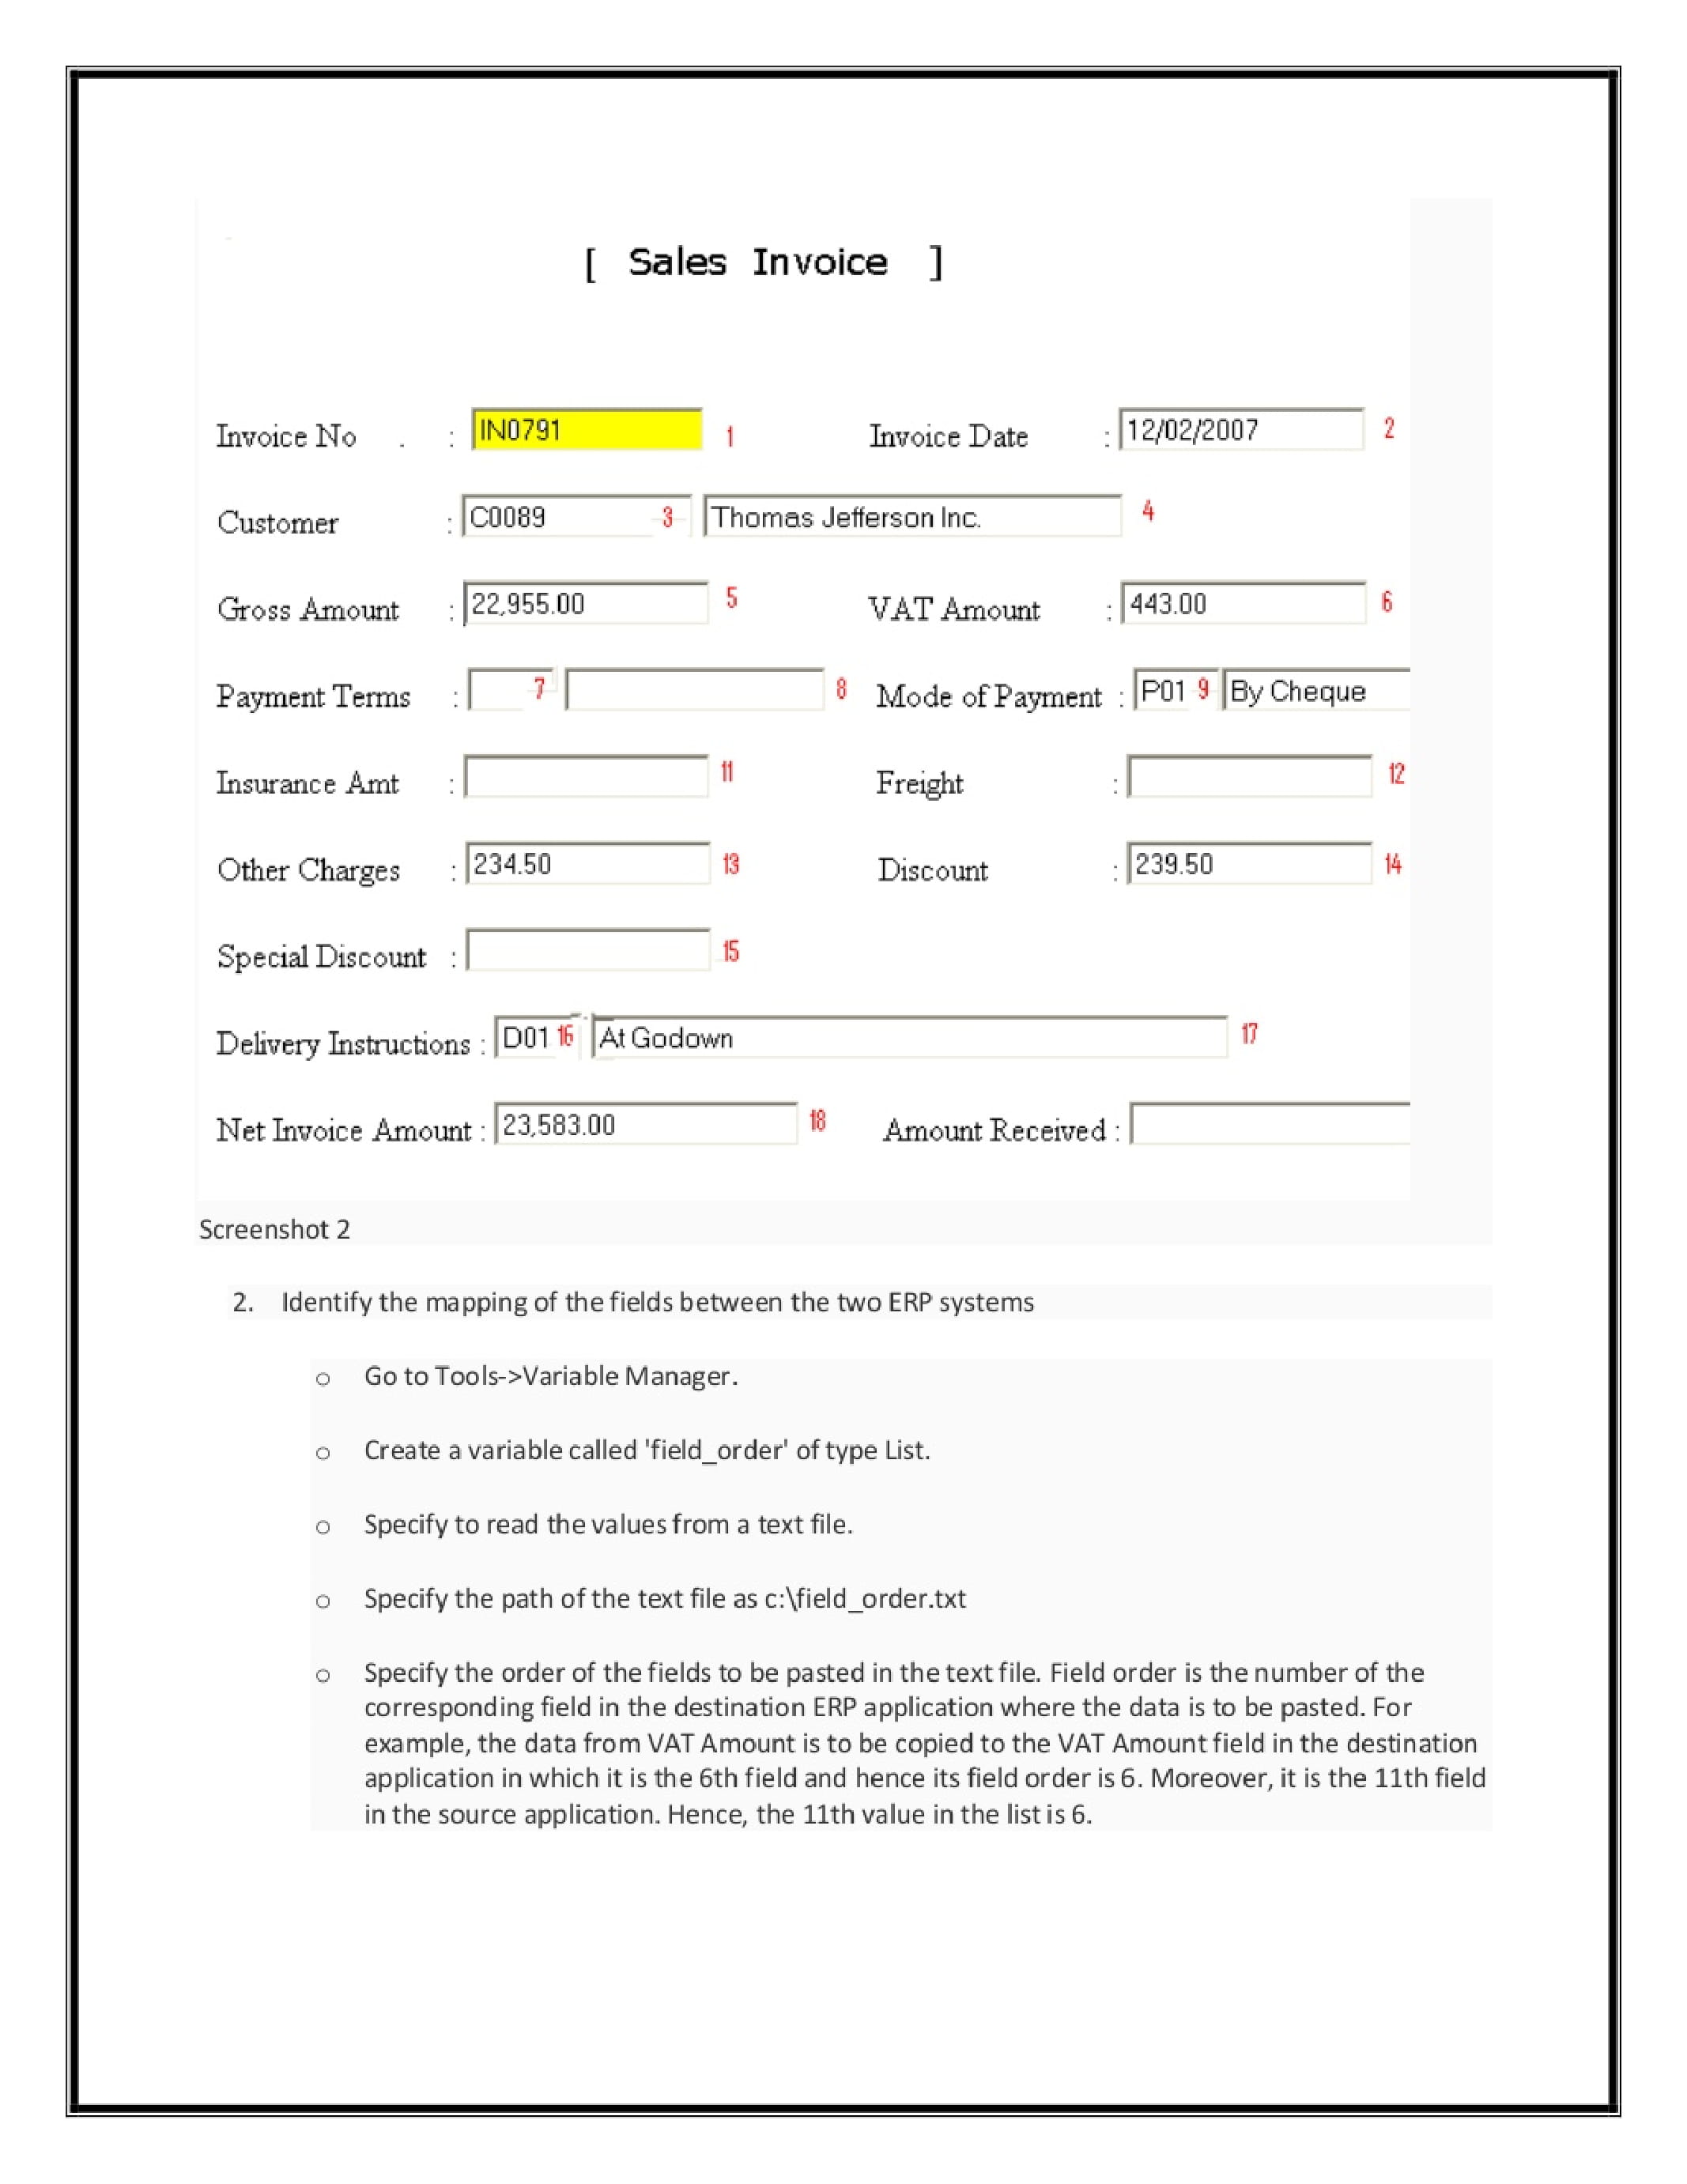 [ Sales Invoice ]
Invoice No . : IN0791 1 Invoice Date : 12/02/2007 2
Customer : C0089 3 Thomas Jefferson Inc. 4
Gross Amount : 22,955.00 5 VAT Amount : 443.00 6
Payment Terms : 7 8 Mode of Payment : P01 9 By Cheque
Insurance Amt : 11 Freight : 12
Other Charges : 234.50 13 Discount : 239.50 14
Special Discount : 15
Delivery Instructions : D01 16 At Godown 17
Net Invoice Amount : 23,583.00 18 Amount Received :
Screenshot 2
2. Identify the mapping of the fields between the two ERP systems
o Go to Tools->Variable Manager.
o Create a variable called 'field_order' of type List.
o Specify to read the values from a text file.
o Specify the path of the text file as c:\field_order.txt
o Specify the order of the fields to be pasted in the text file. Field order is the number of the
corresponding field in the destination ERP application where the data is to be pasted. For
example, the data from VAT Amount is to be copied to the VAT Amount field in the destination
application in which it is the 6th field and hence its field order is 6. Moreover, it is the 11th field
in the source application. Hence, the 11th value in the list is 6.